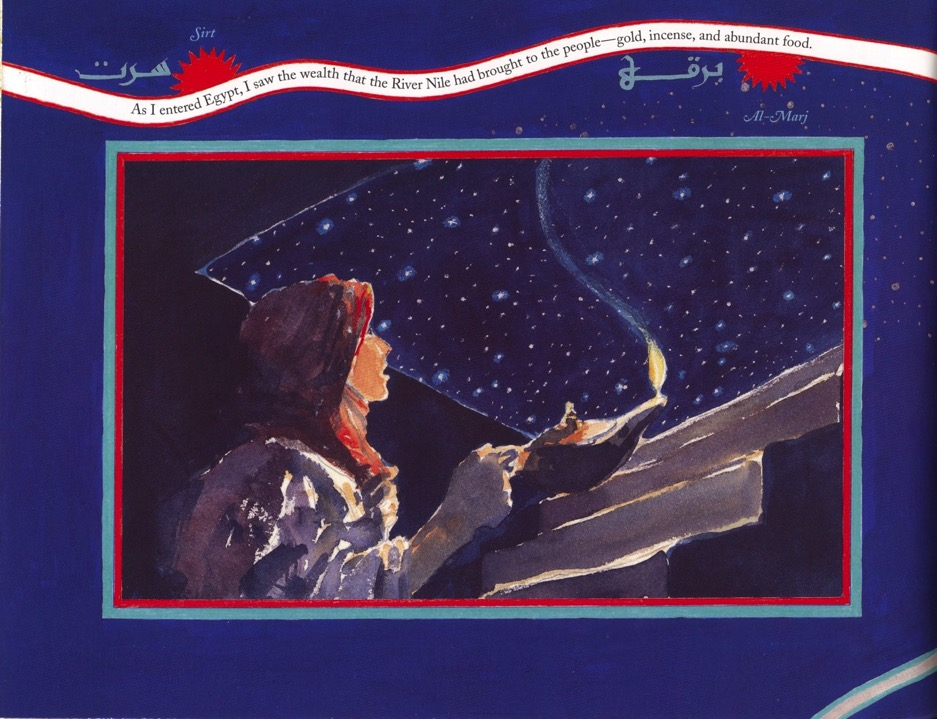 Sirt
سرت
As I entered Egypt, I saw the wealth that the River Nile had brought to the people—gold, incense, and abundant food.
Al-Marj